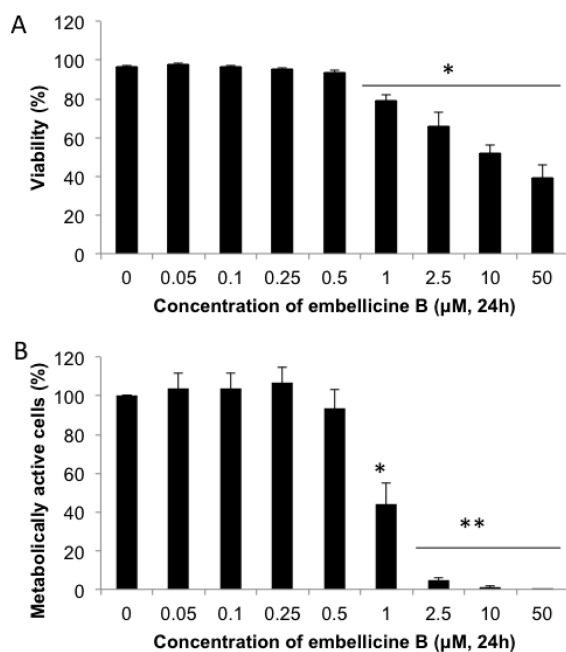 A
120
100
80
60
40
20
0
Viability (%)
*
0 0.05 0.1 0.25 0.5 1 2.5 10 50
Concentration of embellicine B (µM, 24h)
B
120
100
80
60
40
20
0
Metabolically active cells (%)
*
**
0 0.05 0.1 0.25 0.5 1 2.5 10 50
Concentration of embellicine B (µM, 24h)